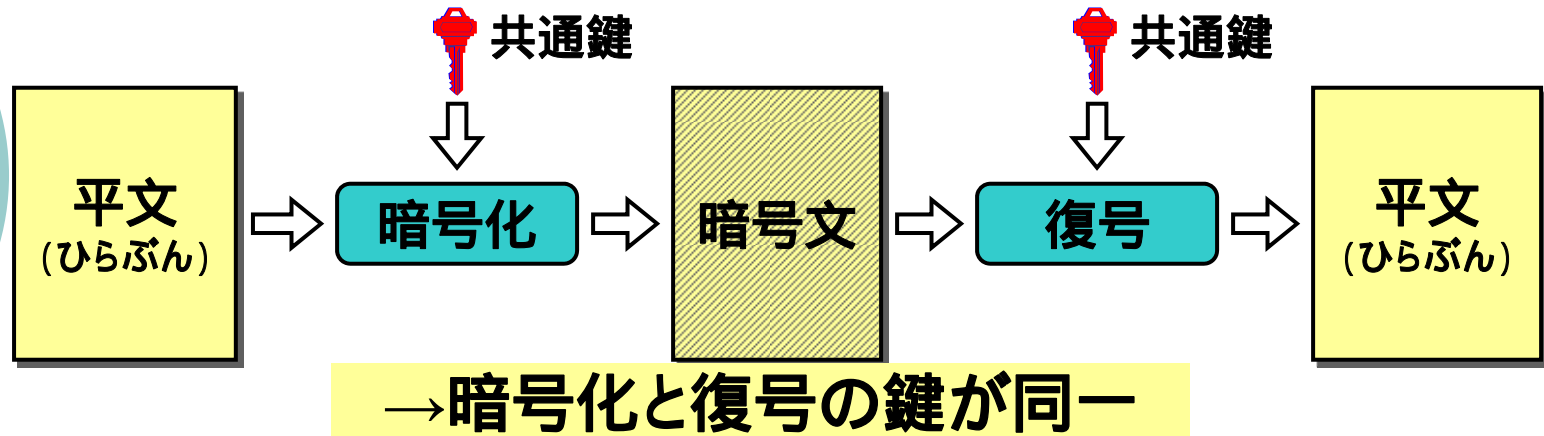 共通鍵
共通鍵
平文
(ひらぶん)
暗号化
暗号文
復号
平文
(ひらぶん)
→暗号化と復号の鍵が同一